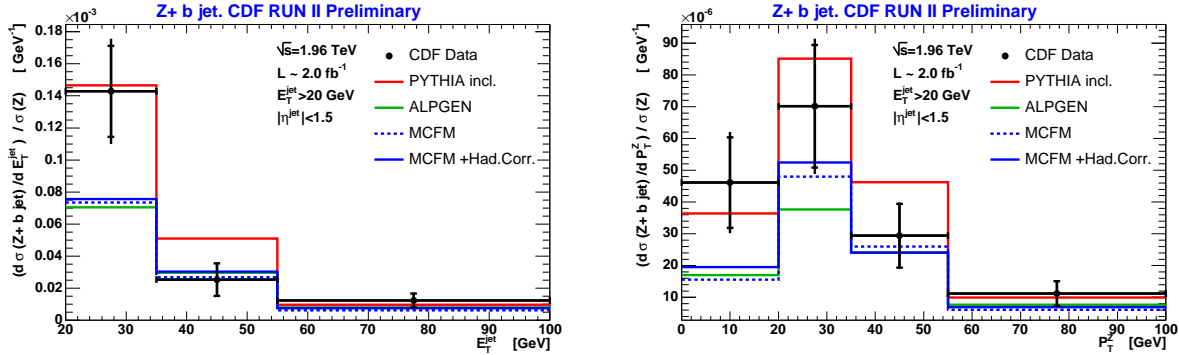 Z+ b jet. CDF RUN II Preliminary
×10⁻³
(d σ (Z+ b jet) / d E_T^jet) / σ (Z) [ GeV⁻¹]
0.18
0.16
0.14
0.12
0.1
0.08
0.06
0.04
0.02
0
√s=1.96 TeV
L ~ 2.0 fb⁻¹
E_T^jet>20 GeV
|η^jet|<1.5
CDF Data
PYTHIA incl.
ALPGEN
MCFM
MCFM +Had.Corr.
20 30 40 50 60 70 80 90 100
E_T^jet [GeV]
Z+ b jet. CDF RUN II Preliminary
×10⁻⁶
(d σ (Z+ b jet) / d P_T^Z) / σ (Z) [ GeV⁻¹]
90
80
70
60
50
40
30
20
10
√s=1.96 TeV
L ~ 2.0 fb⁻¹
E_T^jet>20 GeV
|η^jet|<1.5
CDF Data
PYTHIA incl.
ALPGEN
MCFM
MCFM +Had.Corr.
0 10 20 30 40 50 60 70 80 90 100
P_T^Z [GeV]